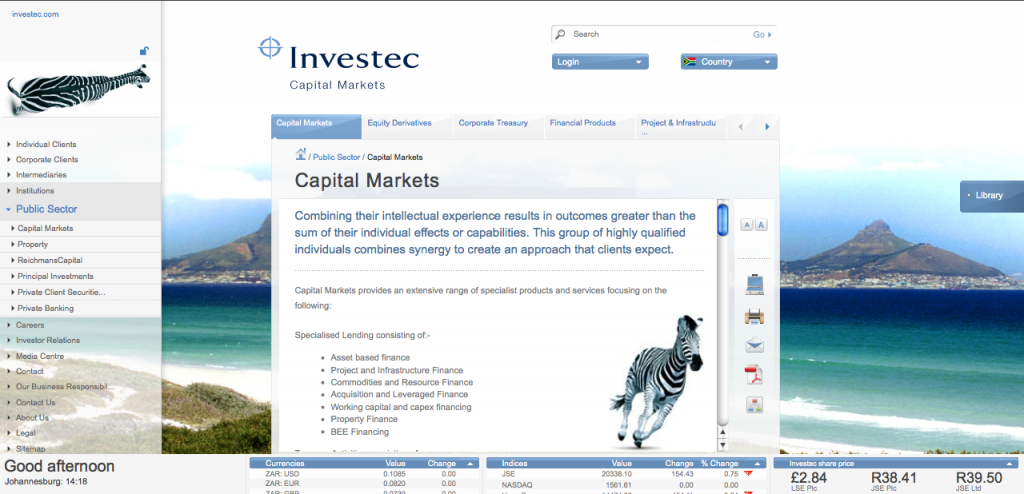 investec.com
Search
Go
Investec
Login
Country
Capital Markets
Capital Markets
Equity Derivatives
Corporate Treasury
Financial Products
Project & Infrastructu
...
Individual Clients
Corporate Clients
Intermediaries
Institutions
Public Sector
Capital Markets
Property
ReichmansCapital
Principal Investments
Private Client Securitie...
Private Banking
Careers
Investor Relations
Media Centre
Contact
Our Business Responsibil...
Contact Us
About Us
Legal
Sitemap
/ Public Sector / Capital Markets
Capital Markets
Combining their intellectual experience results in outcomes greater than the
sum of their individual effects or capabilities. This group of highly qualified
individuals combines synergy to create an approach that clients expect.
Capital Markets provides an extensive range of specialist products and services focusing on the
following:
Specialised Lending consisting of:-
• Asset based finance
• Project and Infrastructure Finance
• Commodities and Resource Finance
• Acquisition and Leveraged Finance
• Working capital and capex financing
• Property Finance
• BEE Financing
A A
Library
Good afternoon
Johannesburg: 14:18
Currencies Value Change
ZAR: USD 0.1085 0.00
ZAR: EUR 0.0820 0.00
ZAR: GBP 0.0739 0.00
Indices Value Change % Change
JSE 20338.10 154.43 0.75
NASDAQ 1561.61 0.00 0.00
Investec share price
£2.84 R38.41 R39.50
LSE Plc JSE Plc JSE Ltd